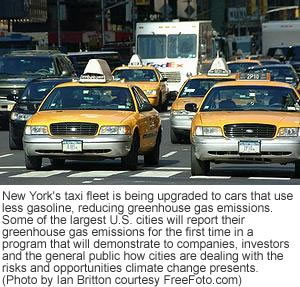 FedEx
2P10
New York's taxi fleet is being upgraded to cars that use
less gasoline, reducing greenhouse gas emissions.
Some of the largest U.S. cities will report their
greenhouse gas emissions for the first time in a
program that will demonstrate to companies, investors
and the general public how cities are dealing with the
risks and opportunities climate change presents.
(Photo by Ian Britton courtesy FreeFoto.com)